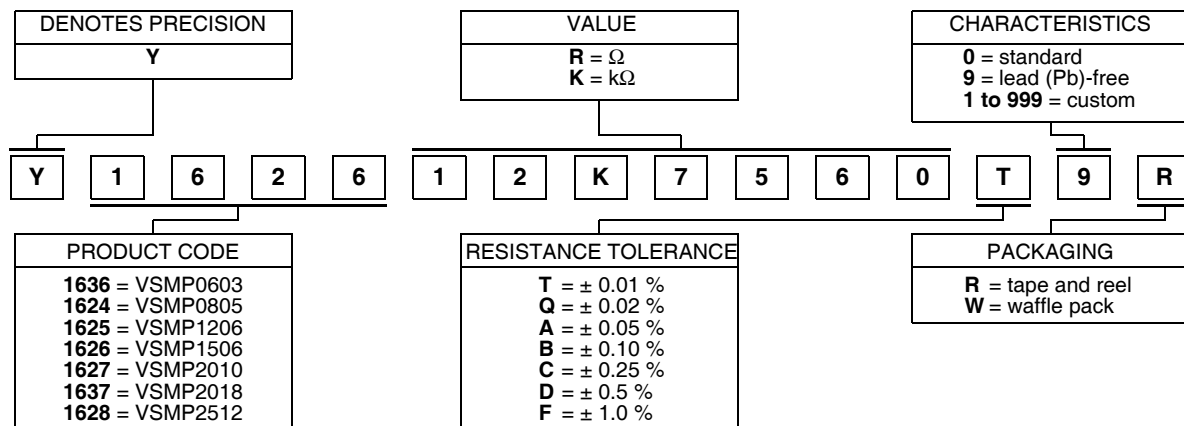 DENOTES PRECISION
Y
VALUE
R = Ω
K = kΩ
CHARACTERISTICS
0 = standard
9 = lead (Pb)-free
1 to 999 = custom
Y 1 6 2 6 1 2 K 7 5 6 0 T 9 R
PRODUCT CODE
1636 = VSMP0603
1624 = VSMP0805
1625 = VSMP1206
1626 = VSMP1506
1627 = VSMP2010
1637 = VSMP2018
1628 = VSMP2512
RESISTANCE TOLERANCE
T = ± 0.01 %
Q = ± 0.02 %
A = ± 0.05 %
B = ± 0.10 %
C = ± 0.25 %
D = ± 0.5 %
F = ± 1.0 %
PACKAGING
R = tape and reel
W = waffle pack